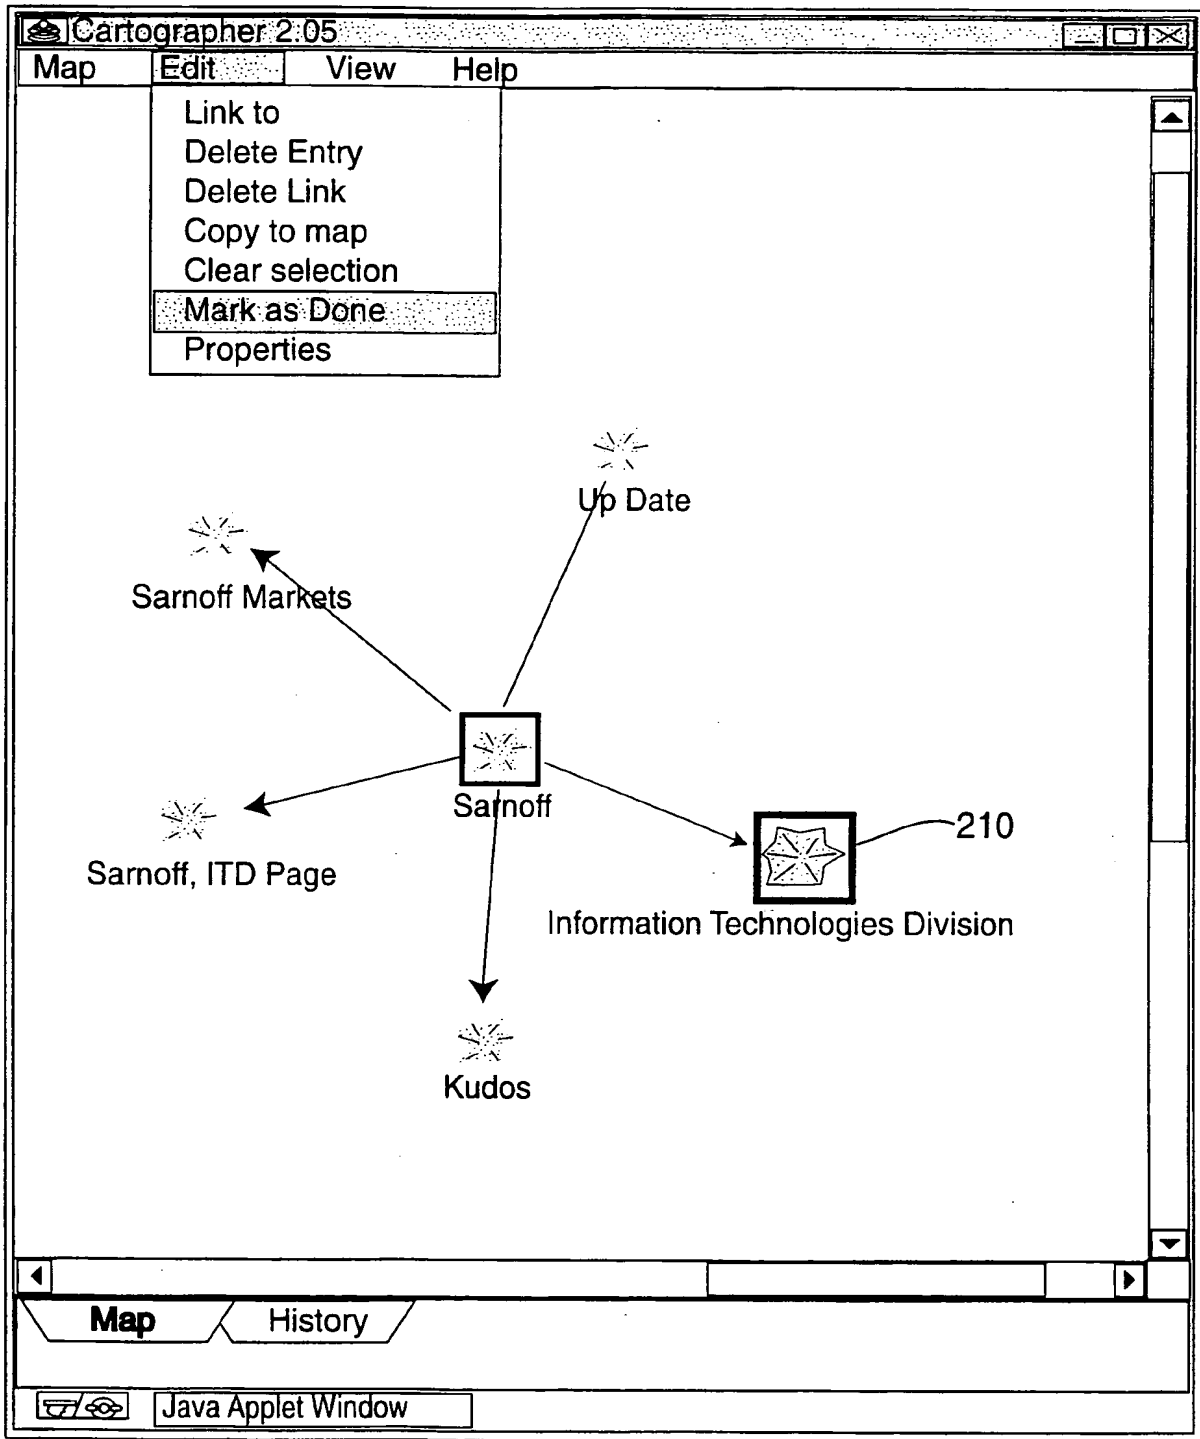 Cartographer 2.05
Map Edit View Help
Link to
Delete Entry
Delete Link
Copy to map
Clear selection
Mark as Done
Properties
Up Date
Sarnoff Markets
Sarnoff
210
Sarnoff, ITD Page
Information Technologies Division
Kudos
Map History
Java Applet Window